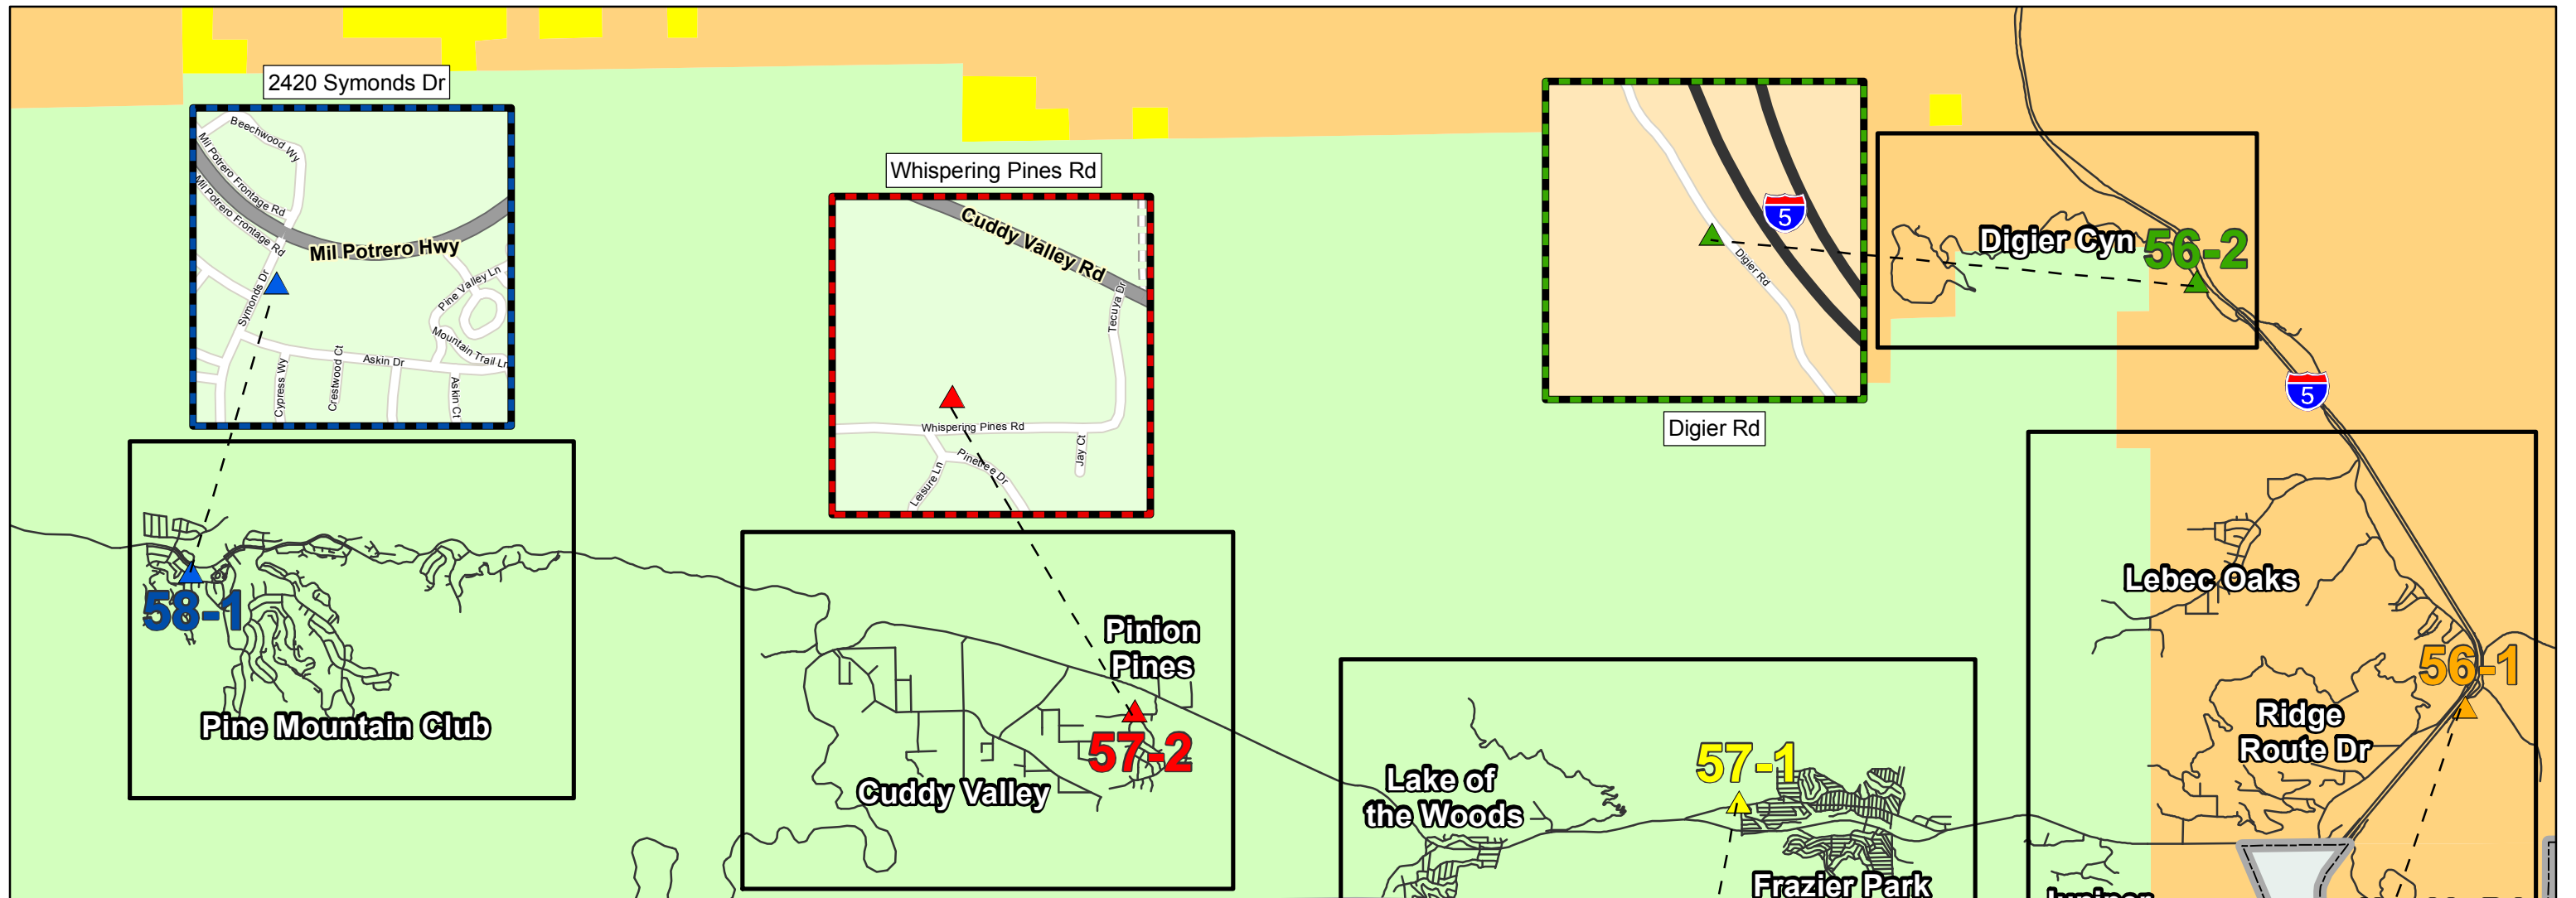 2420 Symonds Dr
Beechwood Wy
Mil Potrero Frontage Rd
Mil Potrero Frontage Rd
Mil Potrero Hwy
Symonds Dr
Pine Valley Ln
Mountain Trail Ln
Askin Dr
Cypress Wy
Crestwood Ct
Askin Ct
Whispering Pines Rd
Cuddy Valley Rd
Tecuya Dr
Whispering Pines Rd
Pinetree Dr
Leisure Ln
Jay Ct
5
Digier Rd
Digier Rd
Digier Cyn
56-2
5
58-1
Pine Mountain Club
Pinion
Pines
57-2
Cuddy Valley
Lake of
the Woods
57-1
Frazier Park
Lebec Oaks
56-1
Ridge
Route Dr